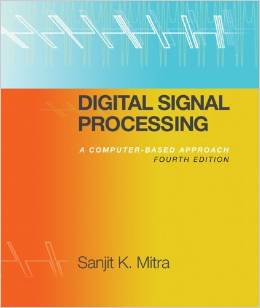 DIGITAL SIGNAL
PROCESSING
A COMPUTER-BASED APPROACH
FOURTH EDITION
Sanjit K. Mitra